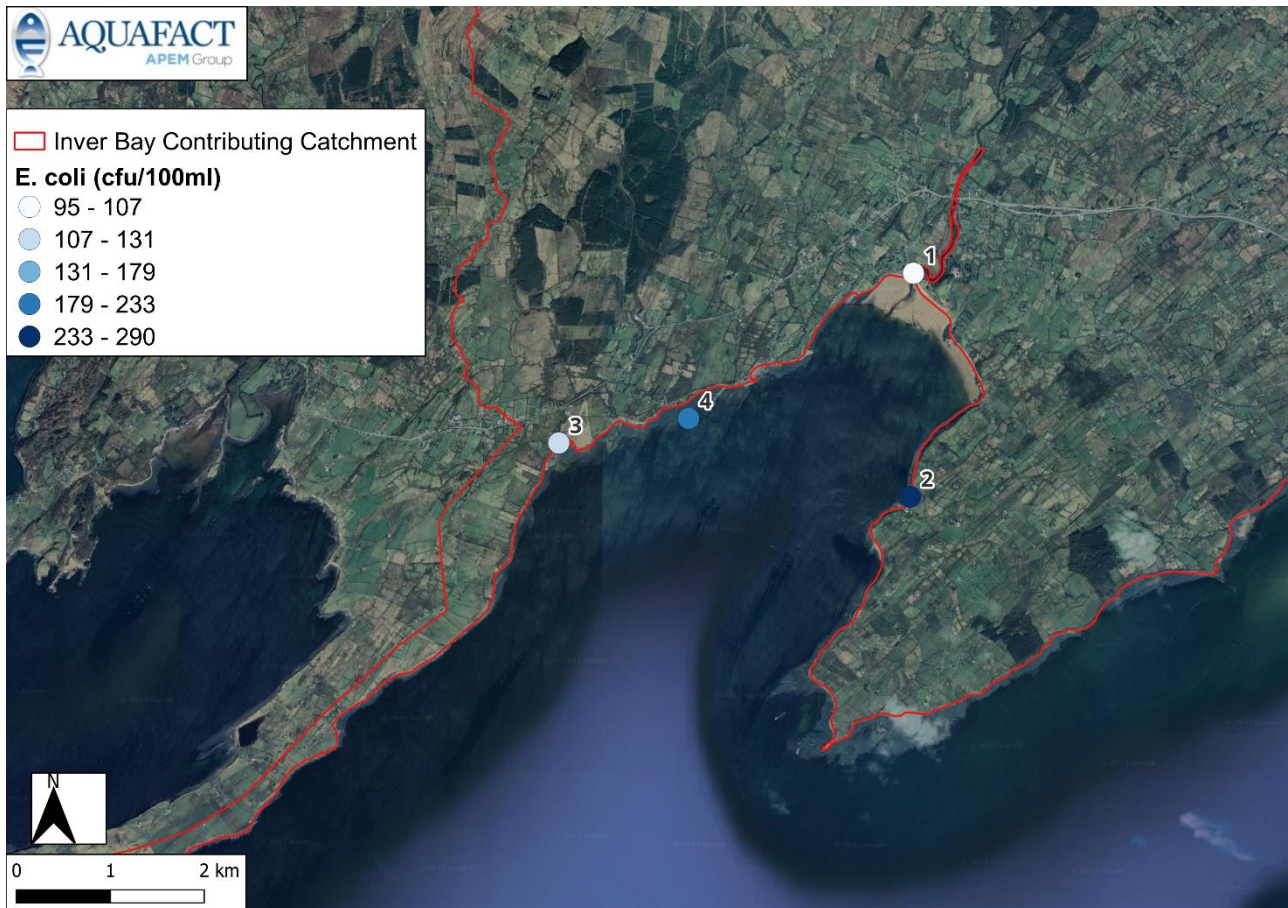 AQUAFACT
APEM Group
Inver Bay Contributing Catchment
E. coli (cfu/100ml)
95 - 107
107 - 131
131 - 179
179 - 233
233 - 290
1
4
3
2
N
0 1 2 km